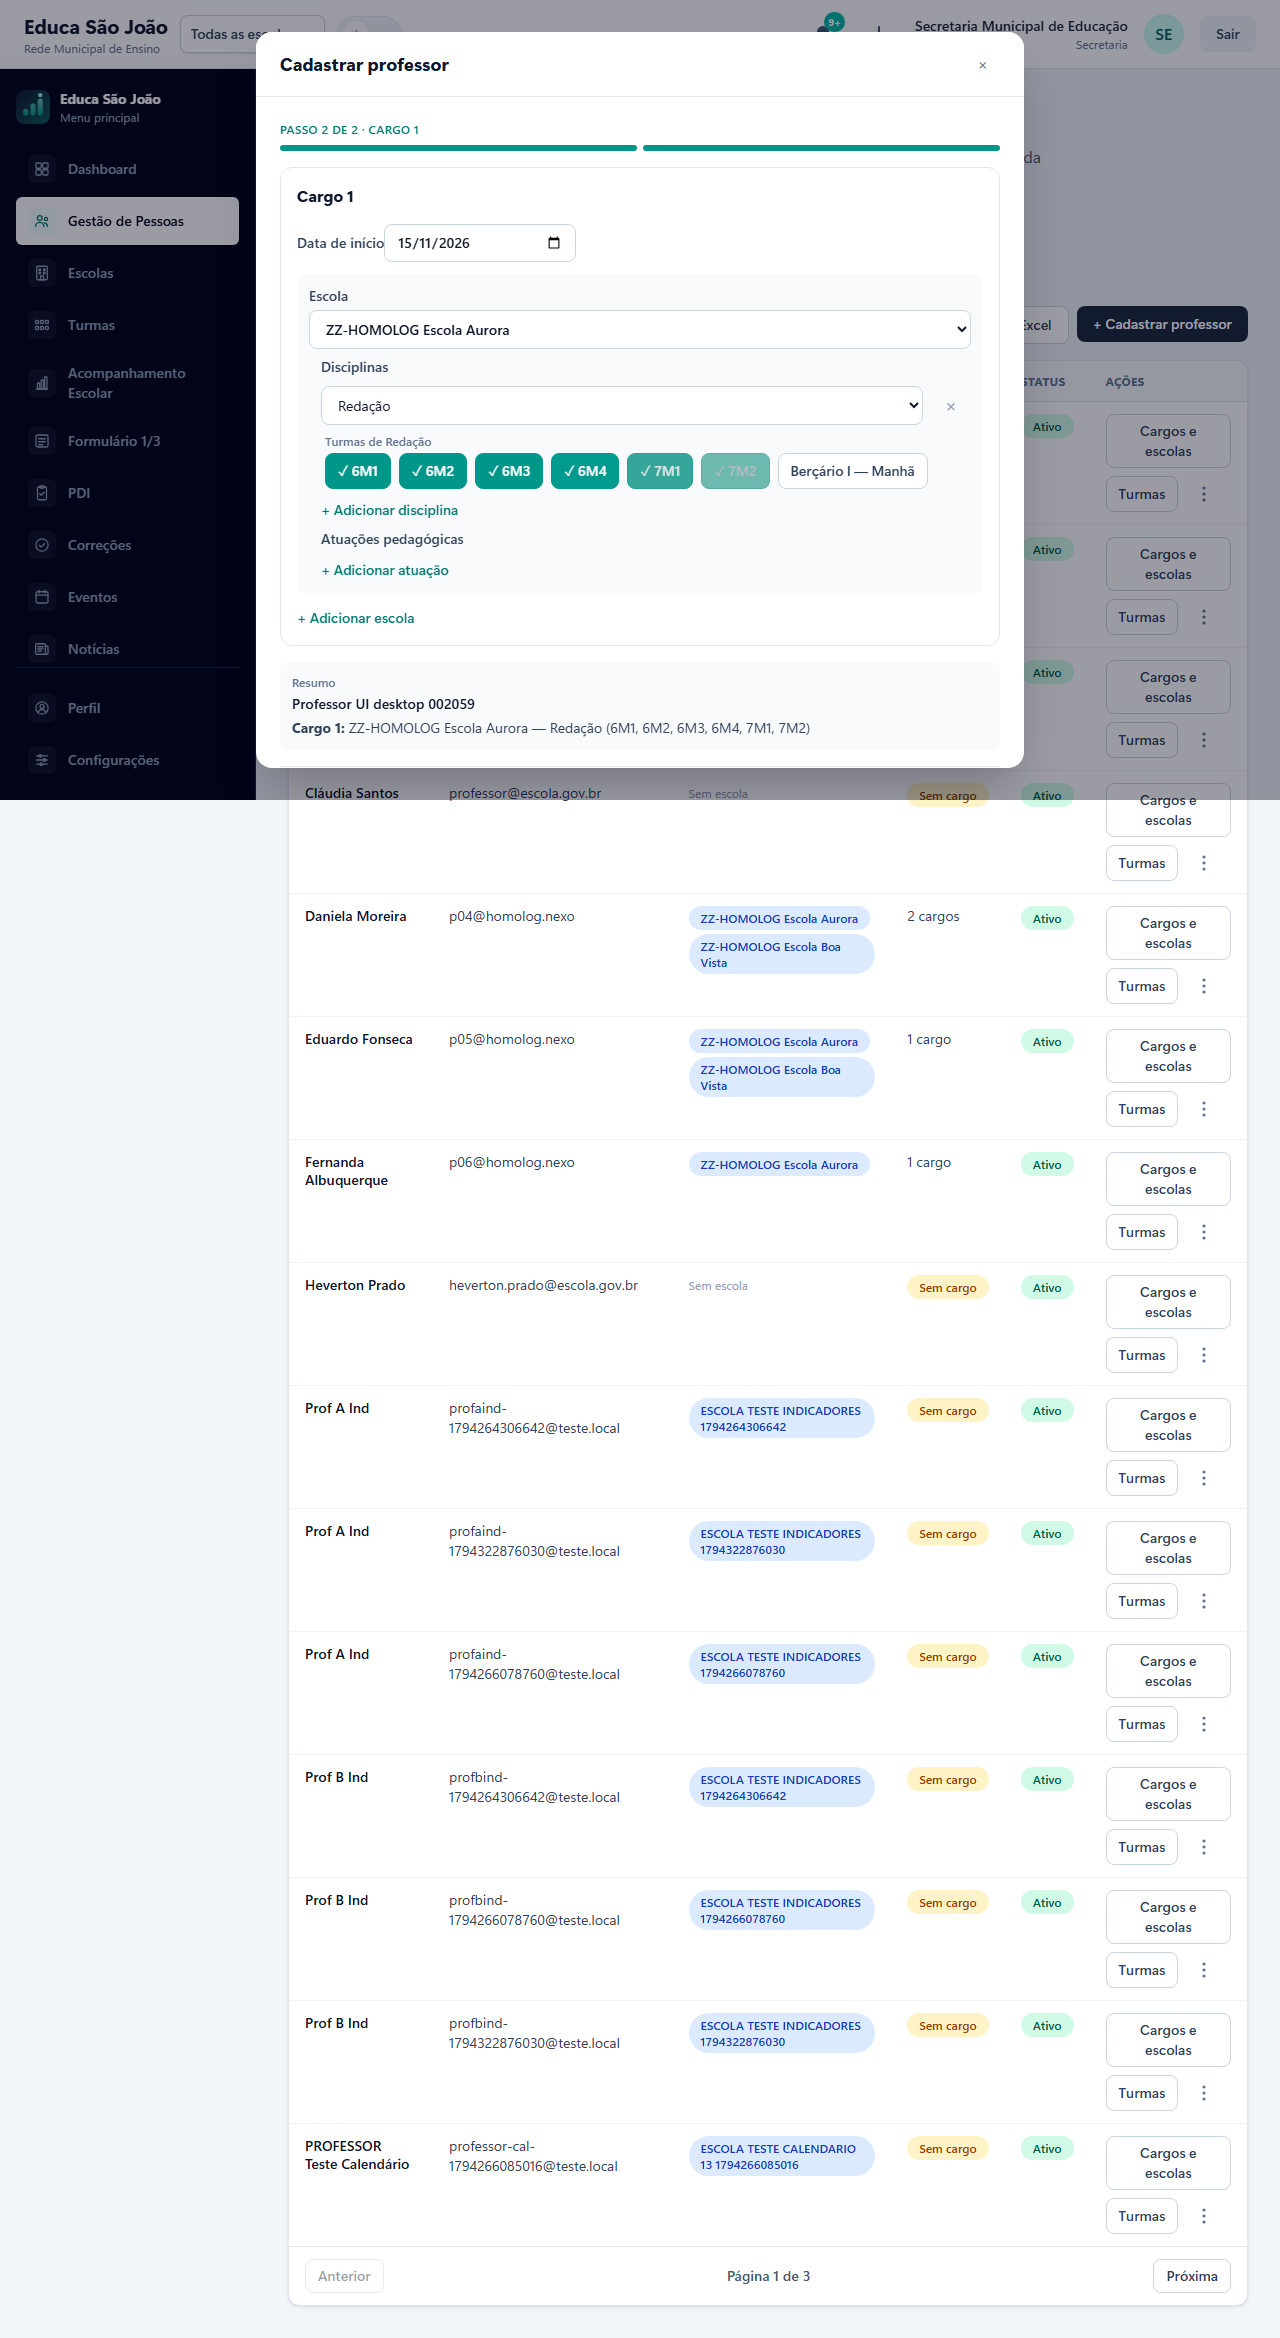 Educa São João
Rede Municipal de Ensino
Todas as esc
9+
Secretaria Municipal de Educação
Secretaria
SE
Sair
Educa São João
Menu principal
Dashboard
Gestão de Pessoas
Escolas
Turmas
Acompanhamento
Escolar
Formulário 1/3
PDI
Correções
Eventos
Notícias
Perfil
Configurações
Cadastrar professor
×
PASSO 2 DE 2 · CARGO 1
Cargo 1
Data de início
15/11/2026
Escola
ZZ-HOMOLOG Escola Aurora
Disciplinas
Redação
×
Turmas de Redação
✓ 6M1
✓ 6M2
✓ 6M3
✓ 6M4
✓ 7M1
✓ 7M2
Berçário I — Manhã
+ Adicionar disciplina
Atuações pedagógicas
+ Adicionar atuação
+ Adicionar escola
Resumo
Professor UI desktop 002059
Cargo 1: ZZ-HOMOLOG Escola Aurora — Redação (6M1, 6M2, 6M3, 6M4, 7M1, 7M2)
da
Excel
+ Cadastrar professor
STATUS
AÇÕES
Ativo
Cargos e
escolas
Turmas
Ativo
Cargos e
escolas
Turmas
Ativo
Cargos e
escolas
Turmas
Cláudia Santos
professor@escola.gov.br
Sem escola
Sem cargo
Ativo
Cargos e
escolas
Turmas
Daniela Moreira
p04@homolog.nexo
ZZ-HOMOLOG Escola Aurora
ZZ-HOMOLOG Escola Boa
Vista
2 cargos
Ativo
Cargos e
escolas
Turmas
Eduardo Fonseca
p05@homolog.nexo
ZZ-HOMOLOG Escola Aurora
ZZ-HOMOLOG Escola Boa
Vista
1 cargo
Ativo
Cargos e
escolas
Turmas
Fernanda
Albuquerque
p06@homolog.nexo
ZZ-HOMOLOG Escola Aurora
1 cargo
Ativo
Cargos e
escolas
Turmas
Heverton Prado
heverton.prado@escola.gov.br
Sem escola
Sem cargo
Ativo
Cargos e
escolas
Turmas
Prof A Ind
profaind-
1794264306642@teste.local
ESCOLA TESTE INDICADORES
1794264306642
Sem cargo
Ativo
Cargos e
escolas
Turmas
Prof A Ind
profaind-
1794322876030@teste.local
ESCOLA TESTE INDICADORES
1794322876030
Sem cargo
Ativo
Cargos e
escolas
Turmas
Prof A Ind
profaind-
1794266078760@teste.local
ESCOLA TESTE INDICADORES
1794266078760
Sem cargo
Ativo
Cargos e
escolas
Turmas
Prof B Ind
profbind-
1794264306642@teste.local
ESCOLA TESTE INDICADORES
1794264306642
Sem cargo
Ativo
Cargos e
escolas
Turmas
Prof B Ind
profbind-
1794266078760@teste.local
ESCOLA TESTE INDICADORES
1794266078760
Sem cargo
Ativo
Cargos e
escolas
Turmas
Prof B Ind
profbind-
1794322876030@teste.local
ESCOLA TESTE INDICADORES
1794322876030
Sem cargo
Ativo
Cargos e
escolas
Turmas
PROFESSOR
Teste Calendário
professor-cal-
1794266085016@teste.local
ESCOLA TESTE CALENDARIO
13 1794266085016
Sem cargo
Ativo
Cargos e
escolas
Turmas
Anterior
Página 1 de 3
Próxima